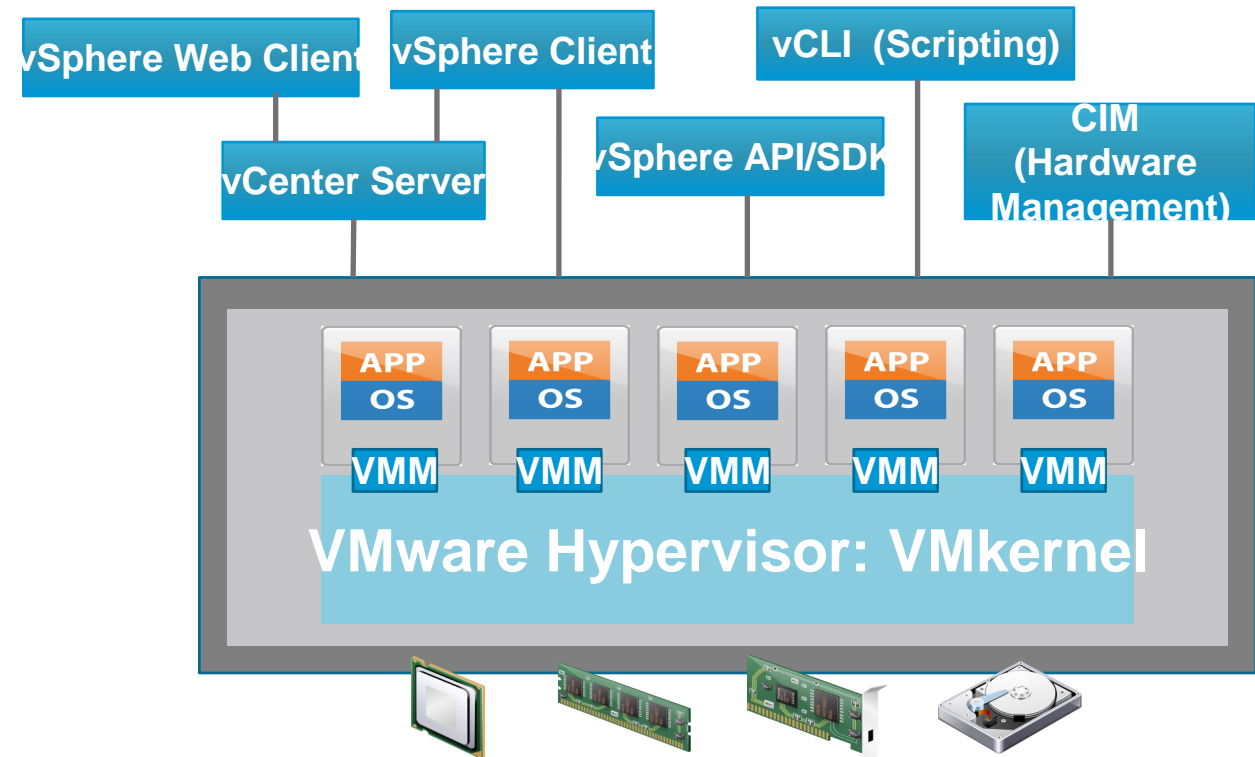 vSphere Web Client
vSphere Client
vCLI (Scripting)
CIM
(Hardware
Management)
vCenter Server
vSphere API/SDK
APP
OS
APP
OS
APP
OS
APP
OS
APP
OS
VMM
VMM
VMM
VMM
VMM
VMware Hypervisor: VMkernel